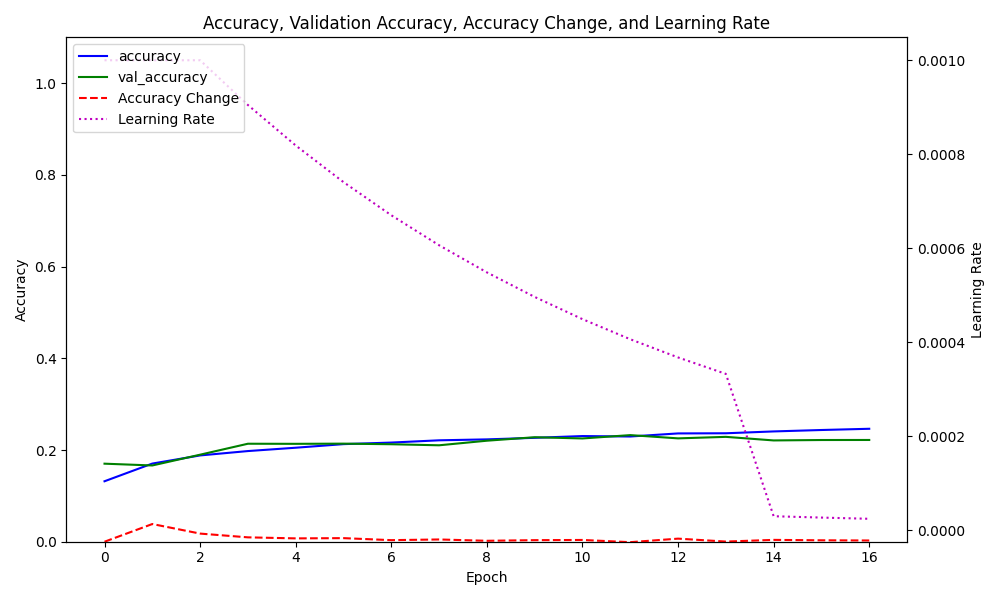 Accuracy, Validation Accuracy, Accuracy Change, and Learning Rate
accuracy
val_accuracy
Accuracy Change
Learning Rate
1.0
0.8
0.6
0.4
0.2
0.0
Accuracy
0 2 4 6 8 10 12 14 16
Epoch
0.0010
0.0008
0.0006
0.0004
0.0002
0.0000
Learning Rate